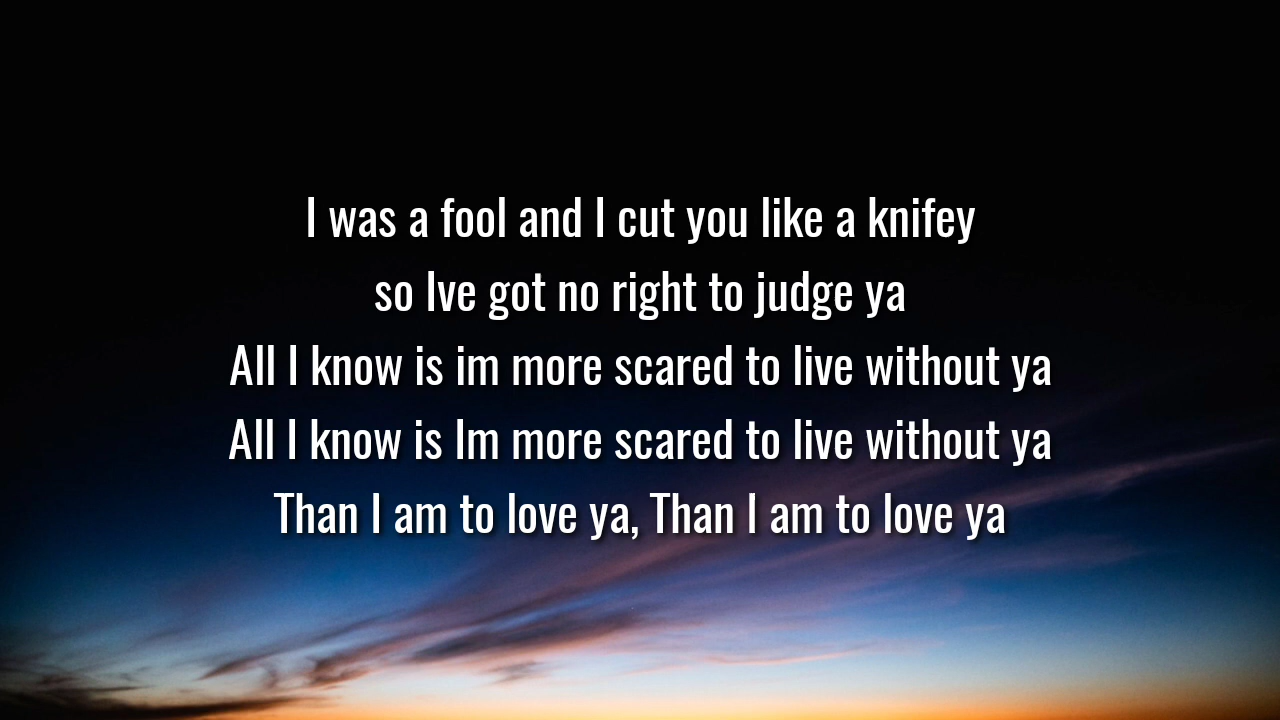 I was a fool and I cut you like a knifey
so Ive got no right to judge ya
All I know is im more scared to live without ya
All I know is Im more scared to live without ya
Than I am to love ya, Than I am to love ya